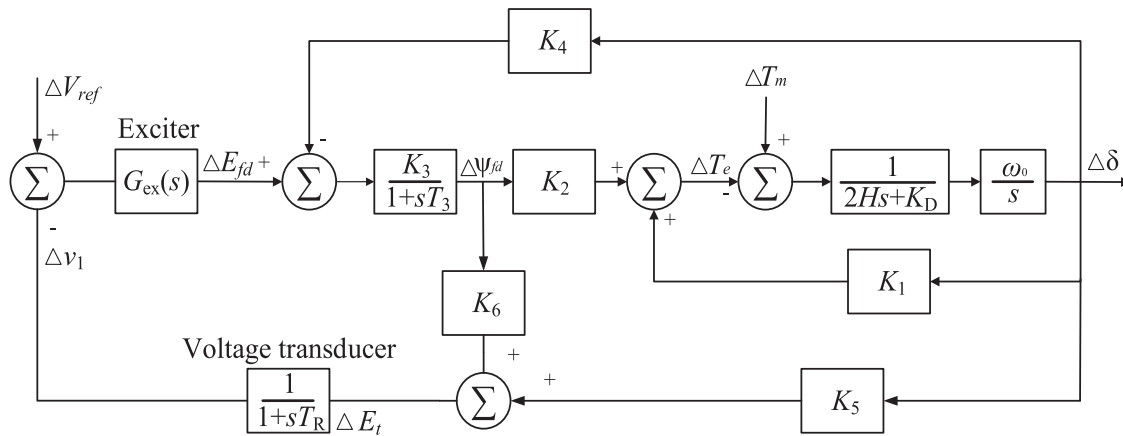 K4
△Vref
△Tm
Exciter
+
-
+
Gex(s)
△Efd
+
∑
∑
K3
1+sT3
△ψfd
K2
+
∑
△Te
-
∑
1
2Hs+KD
ω0
s
△δ
-
△v1
+
K6
K1
Voltage transducer
+
+
1
1+sTR
△Et
∑
K5